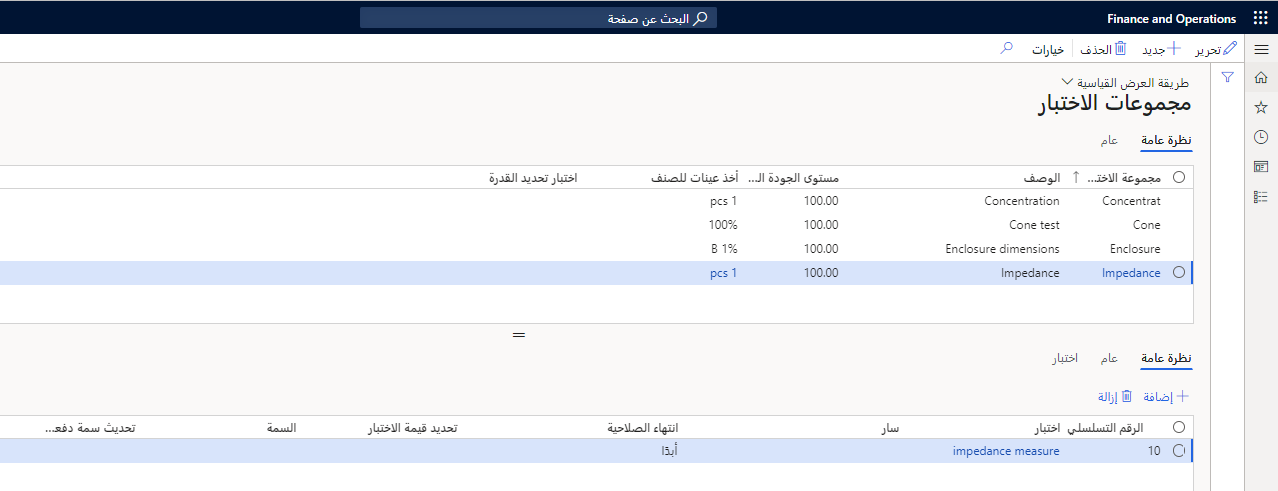 Finance and Operations
البحث عن صفحة
تحرير جديد الحذف خيارات
طريقة العرض القياسية
مجموعات الاختبار
نظرة عامة عام
مجموعة الاختـ... الوصف مستوى الجودة الـ... أخذ عينات للصنف اختبار تحديد القدرة
Concentrat Concentration 100.00 pcs 1
Cone Cone test 100.00 100%
Enclosure Enclosure dimensions 100.00 B 1%
Impedance Impedance 100.00 pcs 1
نظرة عامة عام اختبار
إضافة إزالة
الرقم التسلسلي اختبار سار انتهاء الصلاحية تحديد قيمة الاختبار السمة تحديث سمة دفعـ...
10 impedance measure أبدًا